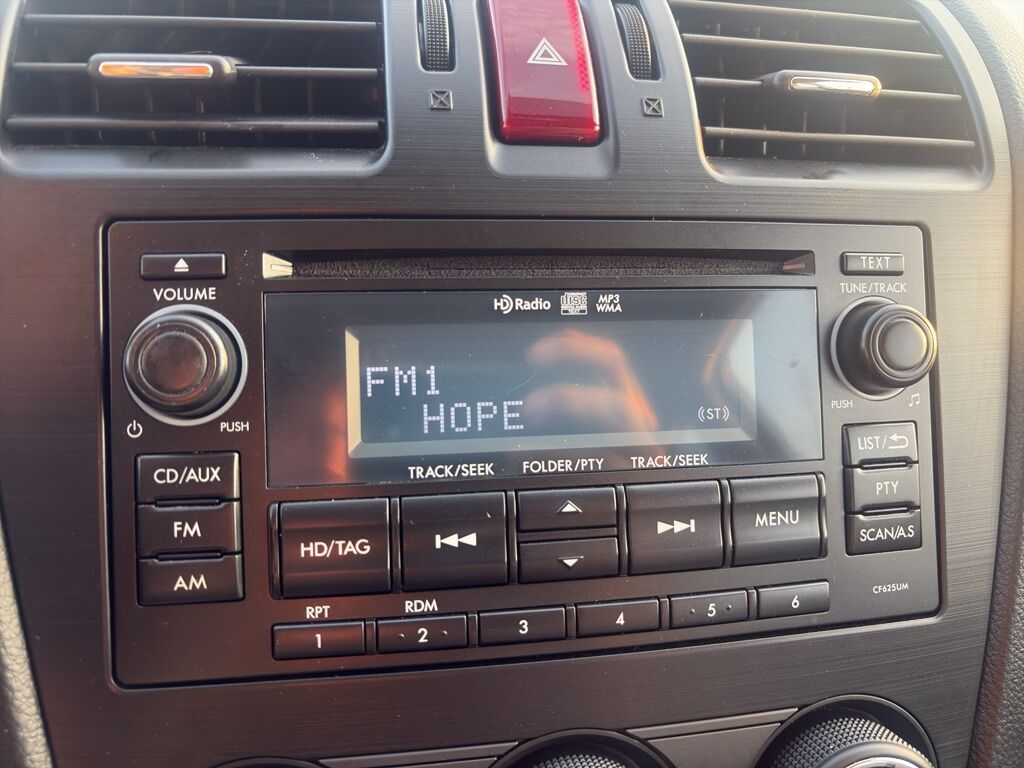 TEXT
VOLUME
TUNE/TRACK
HD Radio
disc
TEXT
MP3
WMA
FM1
HOPE
((ST))
PUSH
PUSH
TRACK/SEEK
FOLDER/PTY
TRACK/SEEK
CD/AUX
FM
AM
HD/TAG
MENU
LIST/
PTY
SCAN/A.S
CF625UM
RPT
RDM
1
2
3
4
5
6